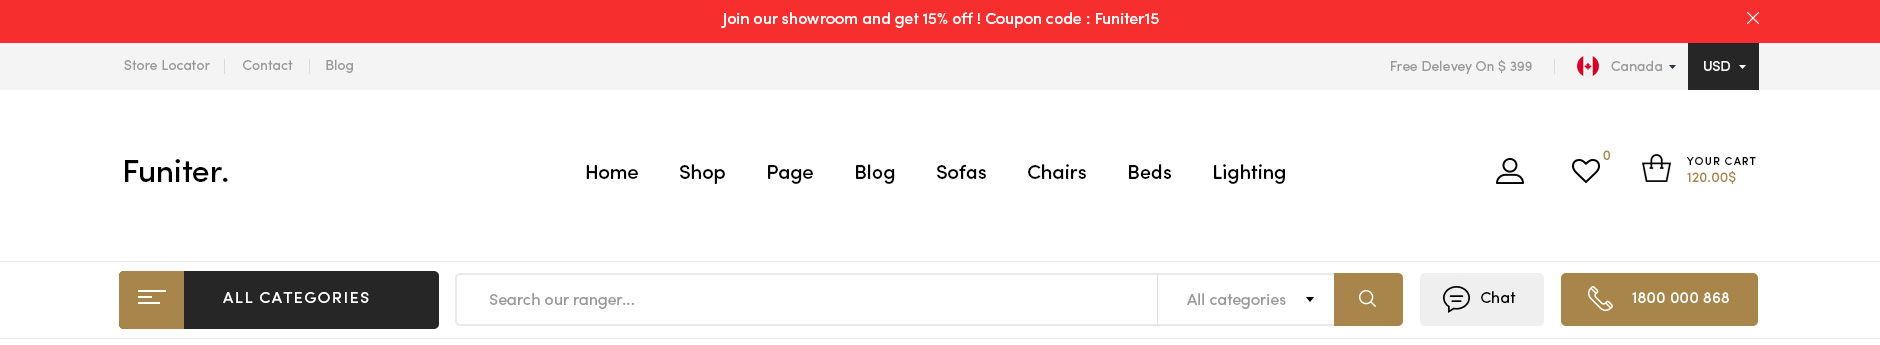 Join our showroom and get 15% off ! Coupon code : Funiter15
Store Locator Contact Blog Free Delevey On $ 399 Canada USD
Funiter. Home Shop Page Blog Sofas Chairs Beds Lighting 0 YOUR CART
120.00$
ALL CATEGORIES Search our ranger... All categories Chat 1800 000 868